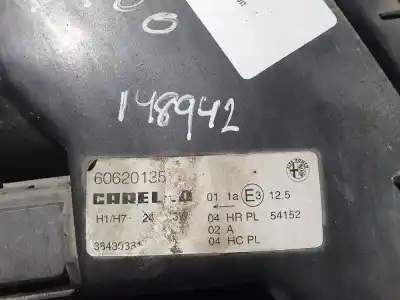 148942
60620135
CARELLO 01 1a E3 12.5
H1/H7 04 HR PL 54152
02 A
04 HC PL